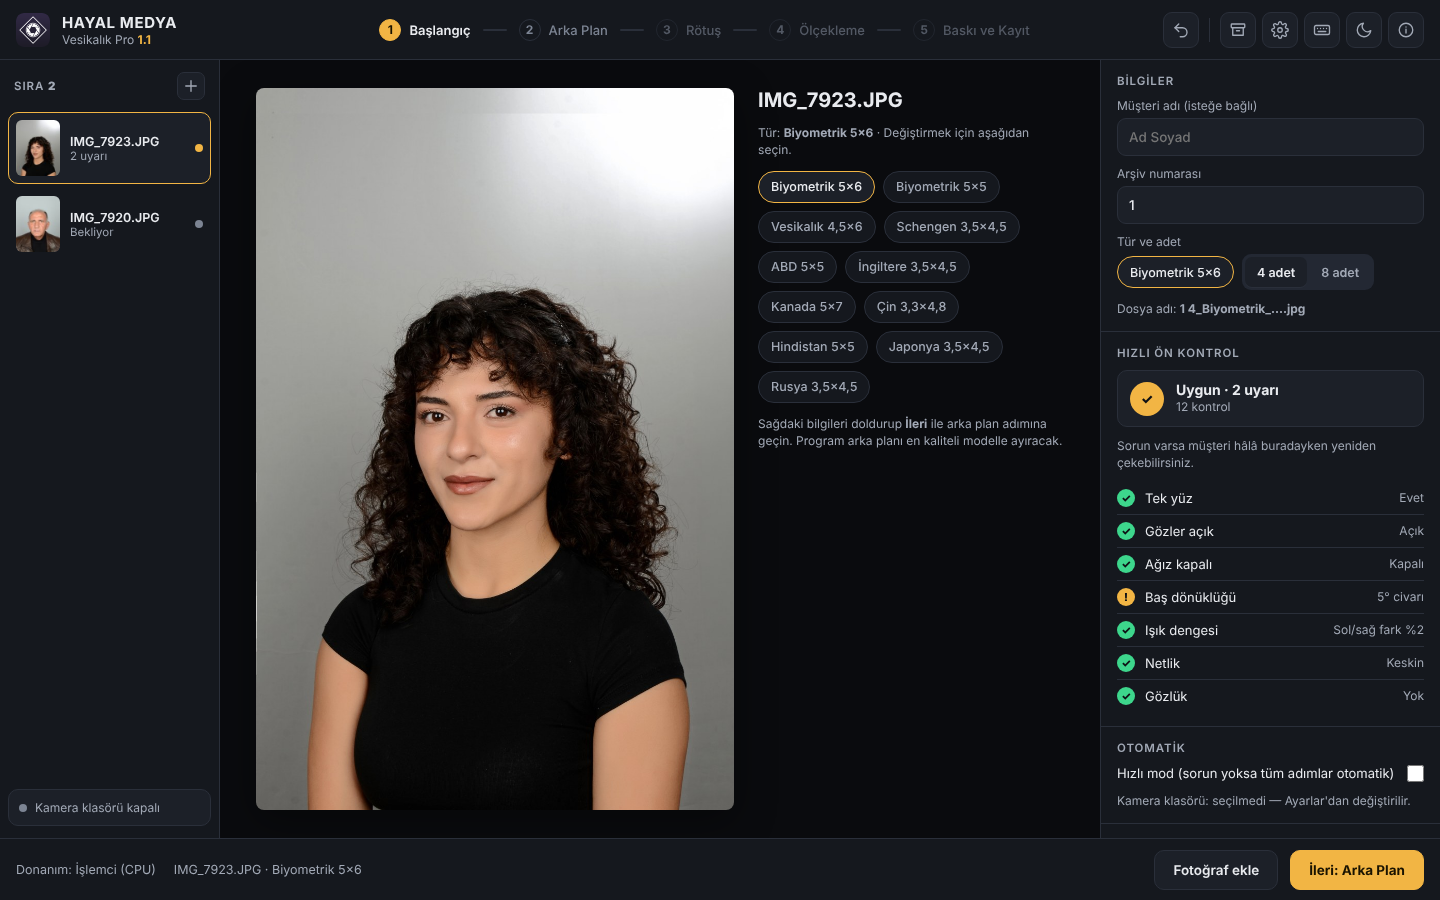 HAYAL MEDYA
Vesikalık Pro 1.1
1 Başlangıç
2 Arka Plan
3 Rötuş
4 Ölçekleme
5 Baskı ve Kayıt
SIRA 2
IMG_7923.JPG
2 uyarı
IMG_7920.JPG
Bekliyor
Kamera klasörü kapalı
IMG_7923.JPG
Tür: Biyometrik 5×6 · Değiştirmek için aşağıdan
seçin.
Biyometrik 5×6
Biyometrik 5×5
Vesikalık 4,5×6
Schengen 3,5×4,5
ABD 5×5
İngiltere 3,5×4,5
Kanada 5×7
Çin 3,3×4,8
Hindistan 5×5
Japonya 3,5×4,5
Rusya 3,5×4,5
Sağdaki bilgileri doldurup İleri ile arka plan adımına
geçin. Program arka planı en kaliteli modelle ayıracak.
BİLGİLER
Müşteri adı (isteğe bağlı)
Ad Soyad
Arşiv numarası
1
Tür ve adet
Biyometrik 5×6
4 adet
8 adet
Dosya adı: 1 4_Biyometrik_....jpg
HIZLI ÖN KONTROL
Uygun · 2 uyarı
12 kontrol
Sorun varsa müşteri hâlâ buradayken yeniden
çekebilirsiniz.
Tek yüz Evet
Gözler açık Açık
Ağız kapalı Kapalı
Baş dönüklüğü 5° civarı
Işık dengesi Sol/sağ fark %2
Netlik Keskin
Gözlük Yok
OTOMATİK
Hızlı mod (sorun yoksa tüm adımlar otomatik)
Kamera klasörü: seçilmedi — Ayarlar'dan değiştirilir.
Donanım: İşlemci (CPU)
IMG_7923.JPG · Biyometrik 5×6
Fotoğraf ekle
İleri: Arka Plan